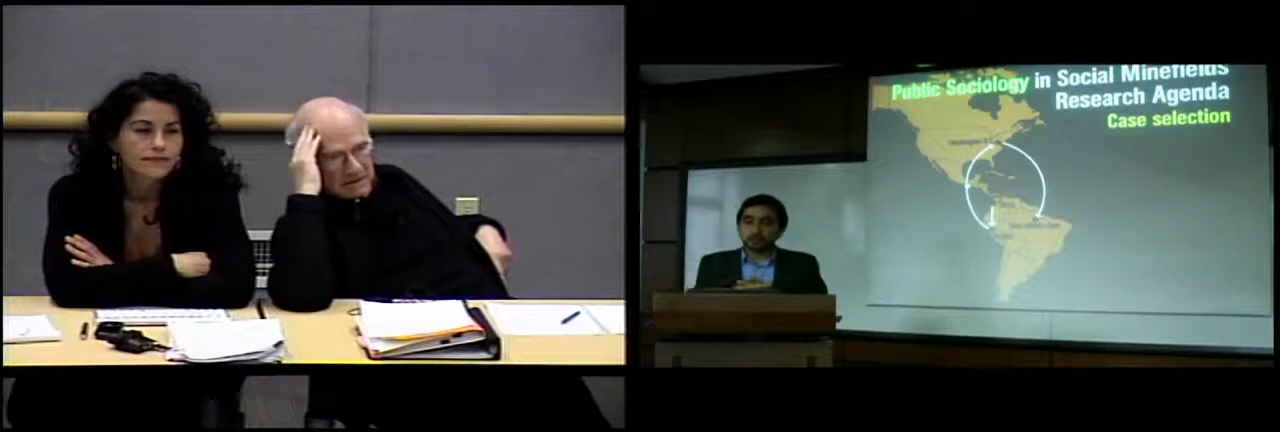 Public Sociology in Social Minefields
Research Agenda
Case selection